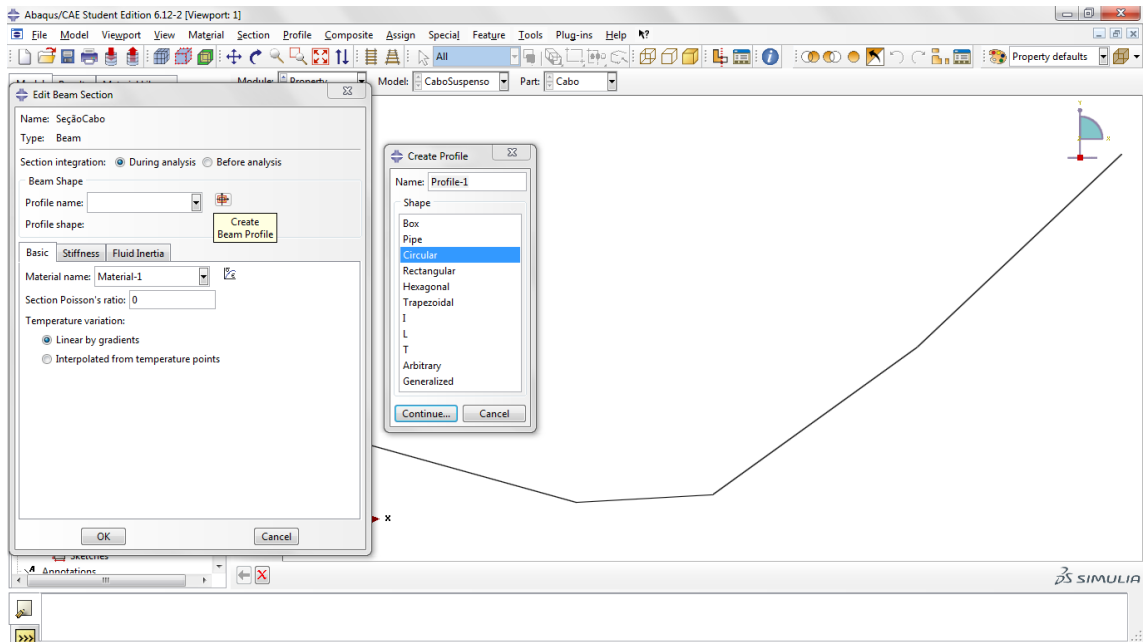 Abaqus/CAE Student Edition 6.12-2 [Viewport: 1]
File Model Viewport View Material Section Profile Composite Assign Special Feature Tools Plug-ins Help
All
Property defaults
Module: Property Model: CaboSuspenso Part: Cabo
Edit Beam Section
Name: SeçãoCabo
Type: Beam
Section integration: During analysis Before analysis
Beam Shape
Profile name:
Create
Beam Profile
Profile shape:
Basic Stiffness Fluid Inertia
Material name: Material-1
Section Poisson's ratio: 0
Temperature variation:
Linear by gradients
Interpolated from temperature points
OK Cancel
Create Profile
Name: Profile-1
Shape
Box
Pipe
Circular
Rectangular
Hexagonal
Trapezoidal
I
L
T
Arbitrary
Generalized
Continue... Cancel
Y
X
x
Sketches
Annotations
SIMULIA
>>>